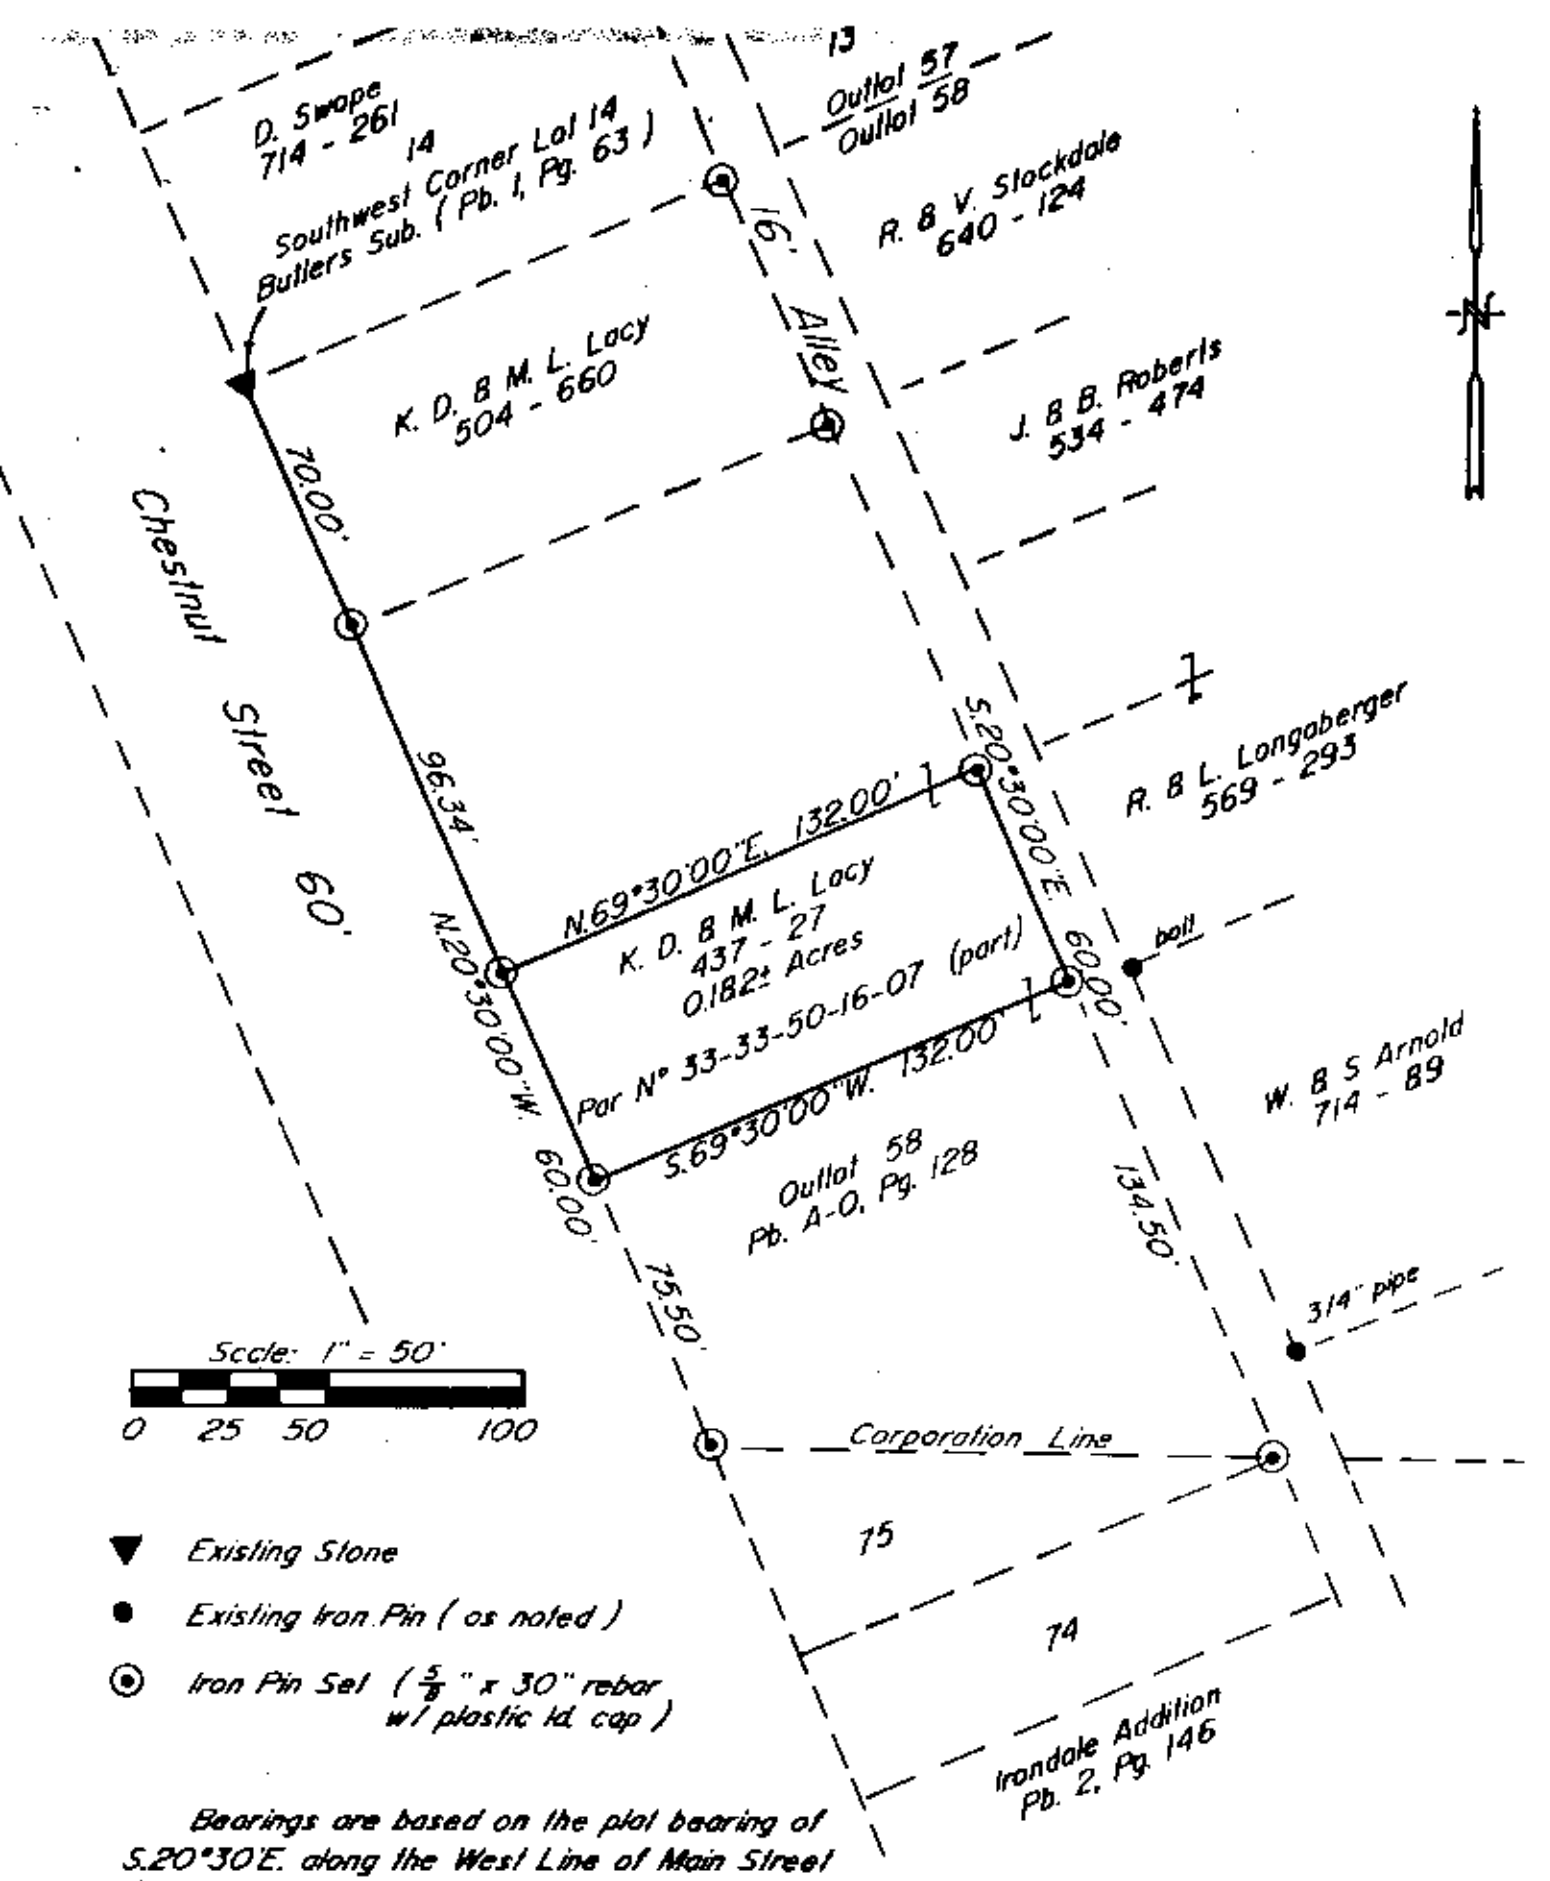 13
Outlot 57
Outlot 58
D. Swope
714 - 261
14
Southwest Corner Lot 14
Butlers Sub. ( Pb. 1, Pg. 63 )
R. & V. Stockdale
640 - 124
16'
Alley
K. D. & M. L. Lacy
504 - 660
J. & B. Roberts
534 - 474
N
70.00'
Chestnut
Street
60'
96.34'
S.20°30'00"E.
60.00'
R. & L. Longaberger
569 - 293
N.69°30'00"E. 132.00'
K. D. & M. L. Lacy
437 - 27
0.182± Acres
Par Nº 33-33-50-16-07 (part)
bolt
N.20°30'00"W.
60.00'
S.69°30'00"W. 132.00'
W. & S Arnold
714 - 89
Outlot 58
Pb. A-0, Pg. 128
134.50'
75.50'
3/4" pipe
Scale: 1" = 50'
0 25 50 100
Corporation Line
75
74
Existing Stone
Existing Iron Pin ( as noted )
Iron Pin Set ( 5/8 " x 30" rebar
w/ plastic Id. cap )
Irondale Addition
Pb. 2, Pg. 146
Bearings are based on the plat bearing of
S.20°30'E. along the West Line of Main Street